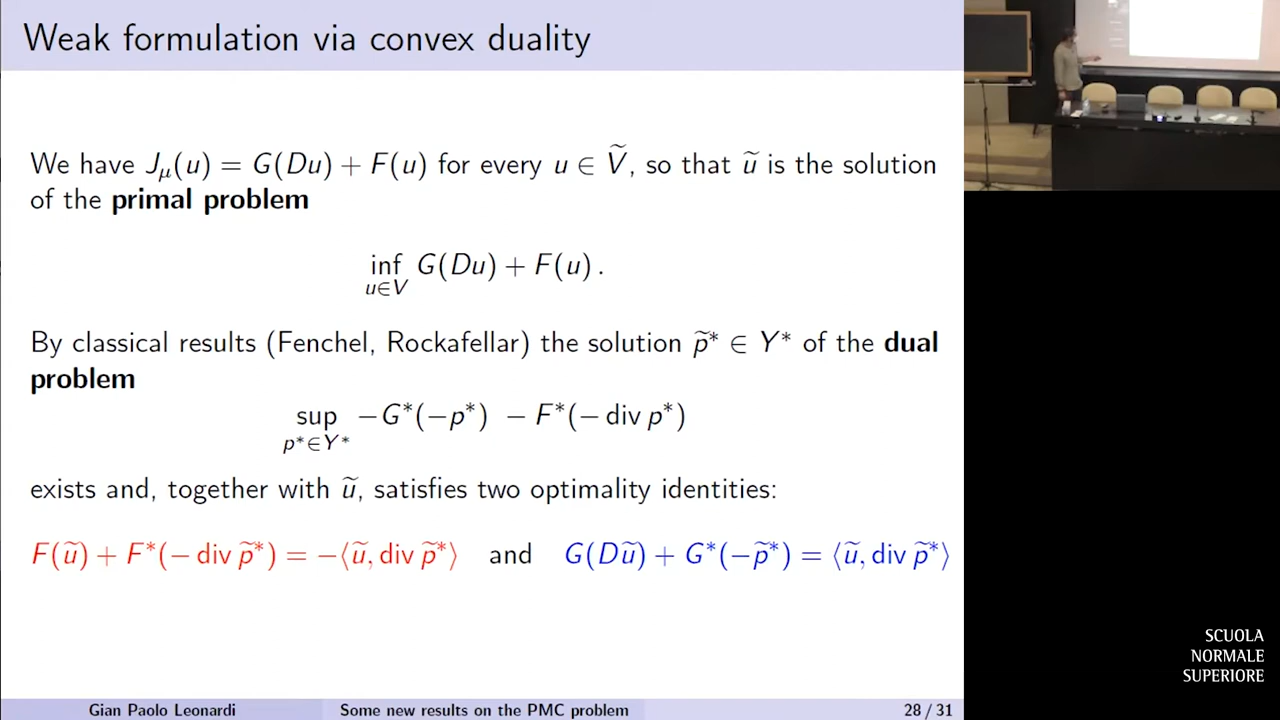 Weak formulation via convex duality
We have J_μ(u) = G(Du) + F(u) for every u ∈ Ṽ, so that ũ is the solution
of the primal problem
inf_{u∈V} G(Du) + F(u) .
By classical results (Fenchel, Rockafellar) the solution p̃* ∈ Y* of the dual
problem
sup_{p*∈Y*} −G*(−p*) − F*(− div p*)
exists and, together with ũ, satisfies two optimality identities:
F(ũ) + F*(− div p̃*) = −⟨ũ, div p̃*⟩ and G(Dũ) + G*(−p̃*) = ⟨ũ, div p̃*⟩
SCUOLA
NORMALE
SUPERIORE
Gian Paolo Leonardi Some new results on the PMC problem 28 / 31